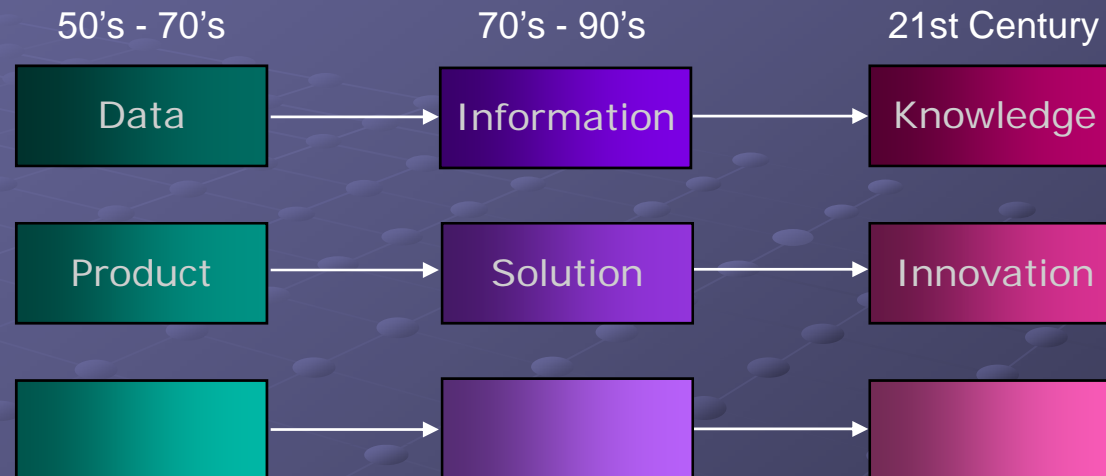 50's - 70's 70's - 90's 21st Century
Data Information Knowledge
Product Solution Innovation